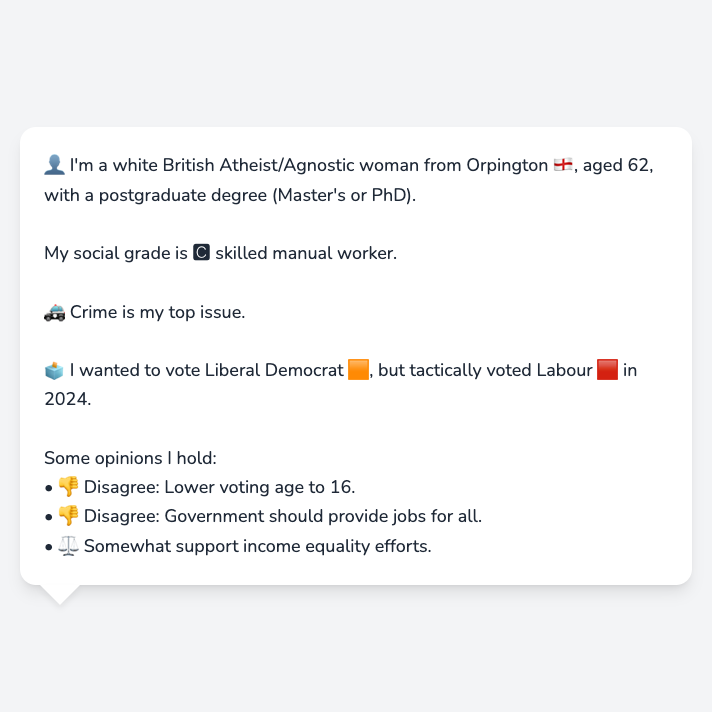 👤 I'm a white British Atheist/Agnostic woman from Orpington 🏴󠁧󠁢󠁥󠁮󠁧󠁿, aged 62,
with a postgraduate degree (Master's or PhD).
My social grade is 🅲 skilled manual worker.
🚓 Crime is my top issue.
🗳️ I wanted to vote Liberal Democrat 🟧, but tactically voted Labour 🟥 in
2024.
Some opinions I hold:
• 👎 Disagree: Lower voting age to 16.
• 👎 Disagree: Government should provide jobs for all.
• ⚖️ Somewhat support income equality efforts.